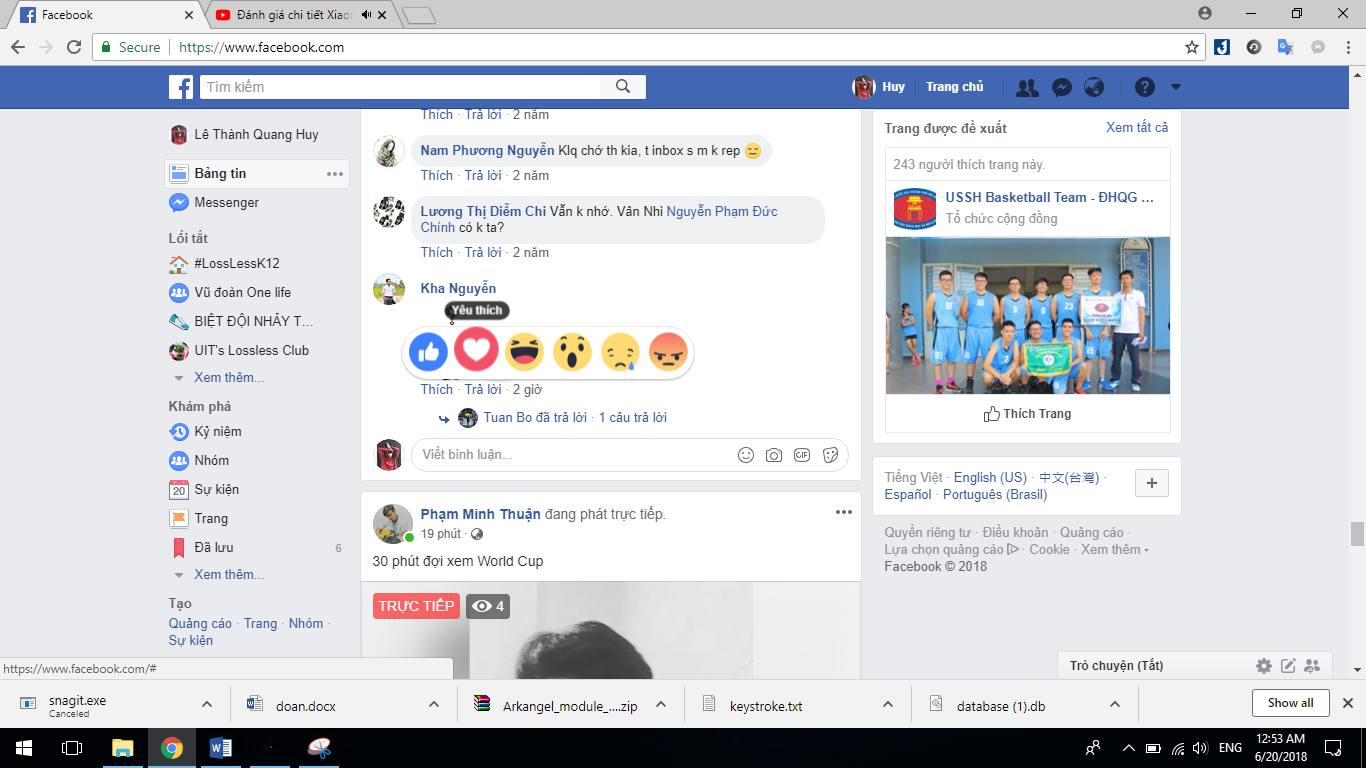 Facebook
Đánh giá chi tiết Xiaon
Secure
https://www.facebook.com
Tìm kiếm
Huy
Trang chủ
Lê Thành Quang Huy
Bảng tin
Messenger
Lối tắt
#LossLessK12
Vũ đoàn One life
BIỆT ĐỘI NHẢY T...
UIT's Lossless Club
Xem thêm...
Khám phá
Kỷ niệm
Nhóm
20 Sự kiện
Trang
Đã lưu 6
Xem thêm...
Tạo
Quảng cáo · Trang · Nhóm ·
Sự kiện
Thích · Trả lời · 2 năm
Nam Phương Nguyễn Klq chớ th kia, t inbox s m k rep
Thích · Trả lời · 2 năm
Lương Thị Diễm Chi Vẫn k nhớ. Vân Nhi Nguyễn Phạm Đức
Chính có k ta?
Thích · Trả lời · 2 năm
Kha Nguyễn
Yêu thích
Thích · Trả lời · 2 giờ
Tuan Bo đã trả lời · 1 câu trả lời
Viết bình luận...
GIF
Phạm Minh Thuận đang phát trực tiếp.
19 phút ·
30 phút đợi xem World Cup
TRỰC TIẾP
4
Trang được đề xuất
Xem tất cả
243 người thích trang này.
USSH Basketball Team - ĐHQG ...
Tổ chức cộng đồng
Thích Trang
Tiếng Việt · English (US) · 中文(台灣) ·
Español · Português (Brasil)
Quyền riêng tư · Điều khoản · Quảng cáo ·
Lựa chọn quảng cáo · Cookie · Xem thêm
Facebook © 2018
Trò chuyện (Tắt)
https://www.facebook.com/#
snagit.exe
Canceled
doan.docx
Arkangel_module_....zip
keystroke.txt
database (1).db
Show all
ENG
12:53 AM
6/20/2018